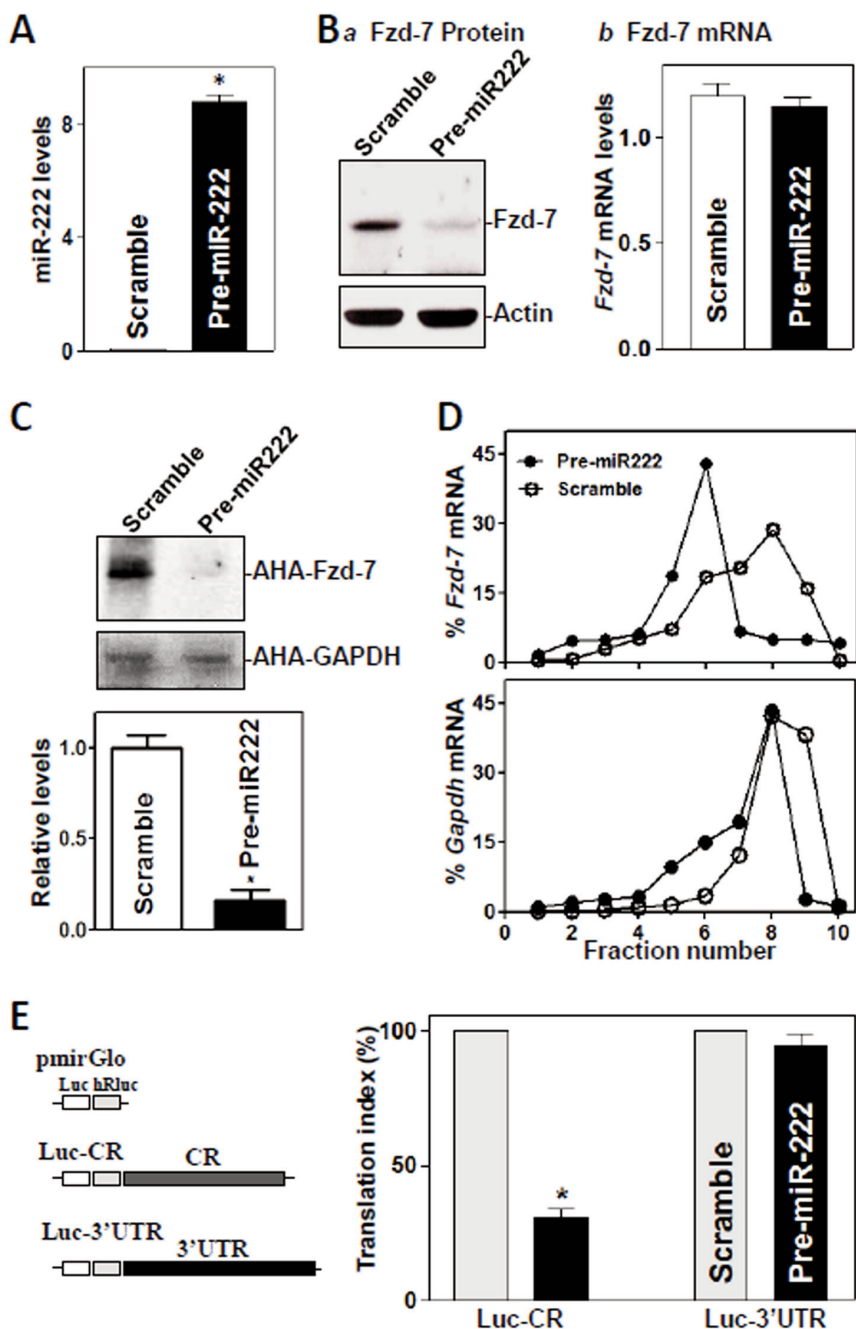 A
miR-222 levels
8
4
0
*
Scramble
Pre-miR-222
B a Fzd-7 Protein
Scramble
Pre-miR222
-Fzd-7
-Actin
b Fzd-7 mRNA
Fzd-7 mRNA levels
1.0
0.5
0.0
Scramble
Pre-miR-222
C
Scramble
Pre-miR222
-AHA-Fzd-7
-AHA-GAPDH
Relative levels
1.0
0.5
0.0
Scramble
* Pre-miR222
D
% Fzd-7 mRNA
45
30
15
0
Pre-miR222
Scramble
% Gapdh mRNA
45
30
15
0
0 2 4 6 8 10
Fraction number
E
pmirGlo
Luc hRluc
Luc-CR
CR
Luc-3'UTR
3'UTR
Translation index (%)
100
50
0
*
Scramble
Pre-miR-222
Luc-CR Luc-3'UTR